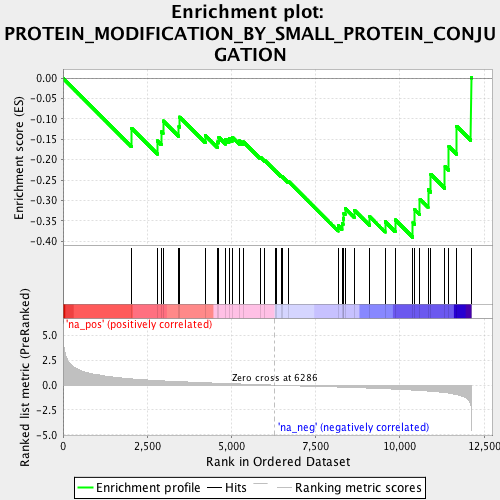 Enrichment plot:
PROTEIN_MODIFICATION_BY_SMALL_PROTEIN_CONJU
GATION
Enrichment score (ES)
0.00
-0.05
-0.10
-0.15
-0.20
-0.25
-0.30
-0.35
-0.40
'na_pos' (positively correlated)
Ranked list metric (PreRanked)
5.0
2.5
0.0
-2.5
-5.0
Zero cross at 6286
'na_neg' (negatively correlated)
0
2,500
5,000
7,500
10,000
12,500
Rank in Ordered Dataset
Enrichment profile
Hits
Ranking metric scores